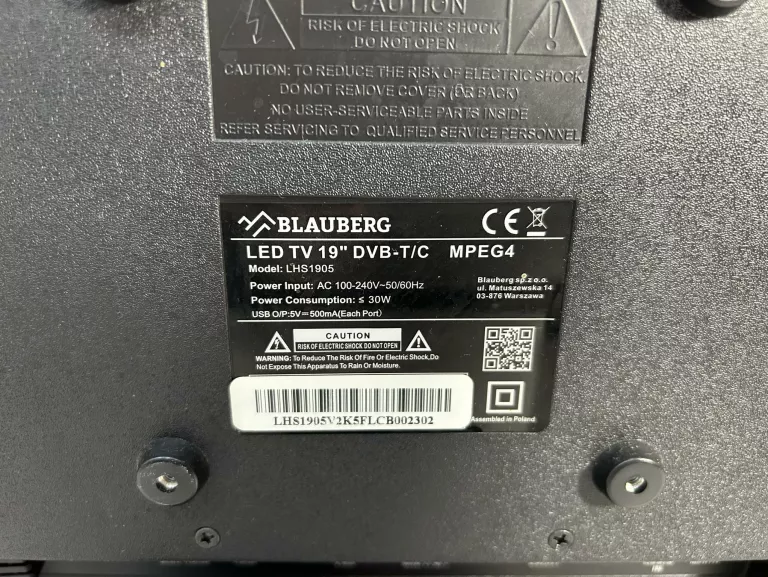 CAUTION
RISK OF ELECTRIC SHOCK
DO NOT OPEN
CAUTION: TO REDUCE THE RISK OF ELECTRIC SHOCK
DO NOT REMOVE COVER (OR BACK)
NO USER-SERVICEABLE PARTS INSIDE
REFER SERVICING TO QUALIFIED SERVICE PERSONNEL
BLAUBERG
CE
LED TV 19" DVB-T/C MPEG4
Model: LHS1905
Power Input: AC 100-240V~50/60Hz
Power Consumption: ≤ 30W
USB O/P:5V⎓500mA(Each Port)
Blauberg sp.z o.o.
ul. Matuszewska 14
03-876 Warszawa
CAUTION
RISK OF ELECTRIC SHOCK DO NOT OPEN
WARNING: To Reduce The Risk Of Fire Or Electric Shock,Do
Not Expose This Apparatus To Rain Or Moisture.
Assembled in Poland
LHS1905V2K5FLCB002302